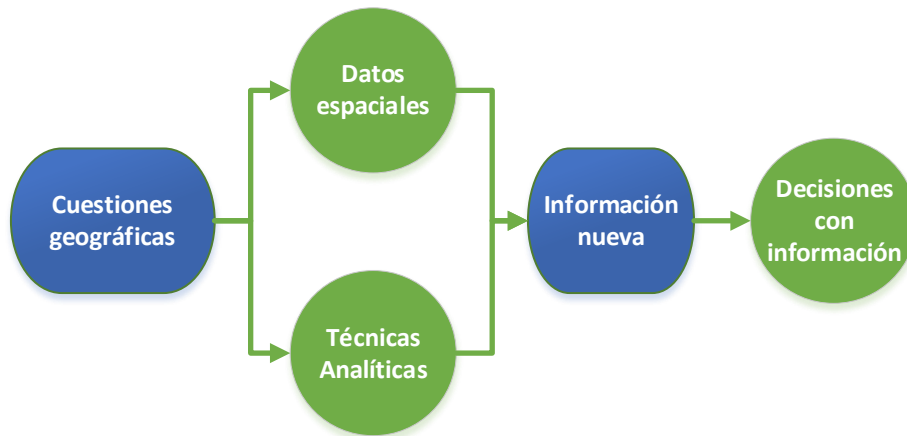 Cuestiones
geográficas
Datos
espaciales
Técnicas
Analíticas
Información
nueva
Decisiones
con
información